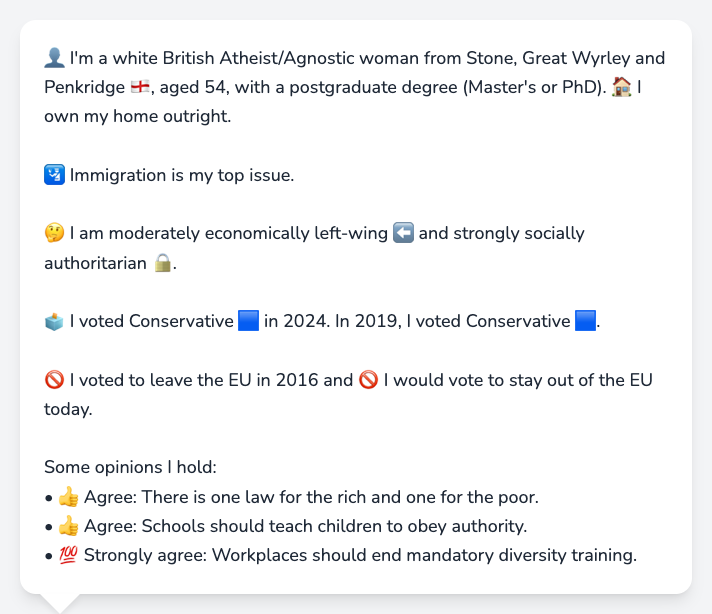 👤 I'm a white British Atheist/Agnostic woman from Stone, Great Wyrley and
Penkridge 🏴󠁧󠁢󠁥󠁮󠁧󠁿, aged 54, with a postgraduate degree (Master's or PhD). 🏠 I
own my home outright.
🛂 Immigration is my top issue.
🤔 I am moderately economically left-wing ⬅️ and strongly socially
authoritarian 🔒.
🗳️ I voted Conservative 🟦 in 2024. In 2019, I voted Conservative 🟦.
🚫 I voted to leave the EU in 2016 and 🚫 I would vote to stay out of the EU
today.
Some opinions I hold:
• 👍 Agree: There is one law for the rich and one for the poor.
• 👍 Agree: Schools should teach children to obey authority.
• 💯 Strongly agree: Workplaces should end mandatory diversity training.